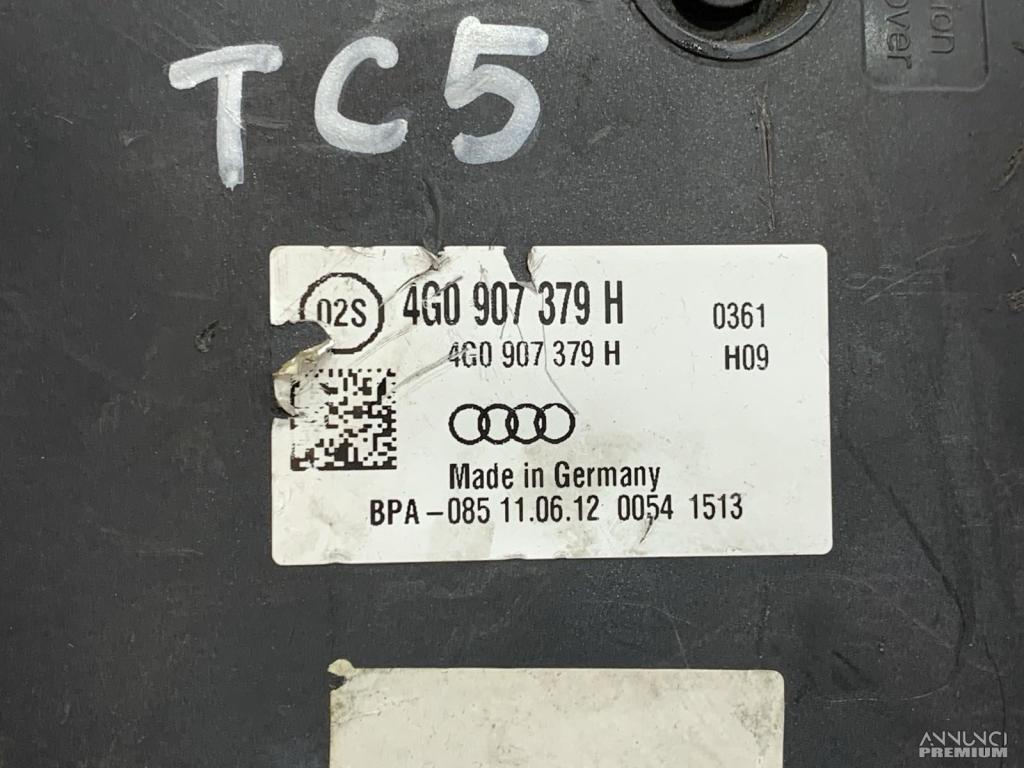 TC5
02S 4G0 907 379 H 0361
4G0 907 379 H H09
Made in Germany
BPA-085 11.06.12 0054 1513
ANNUNCI
PREMIUM